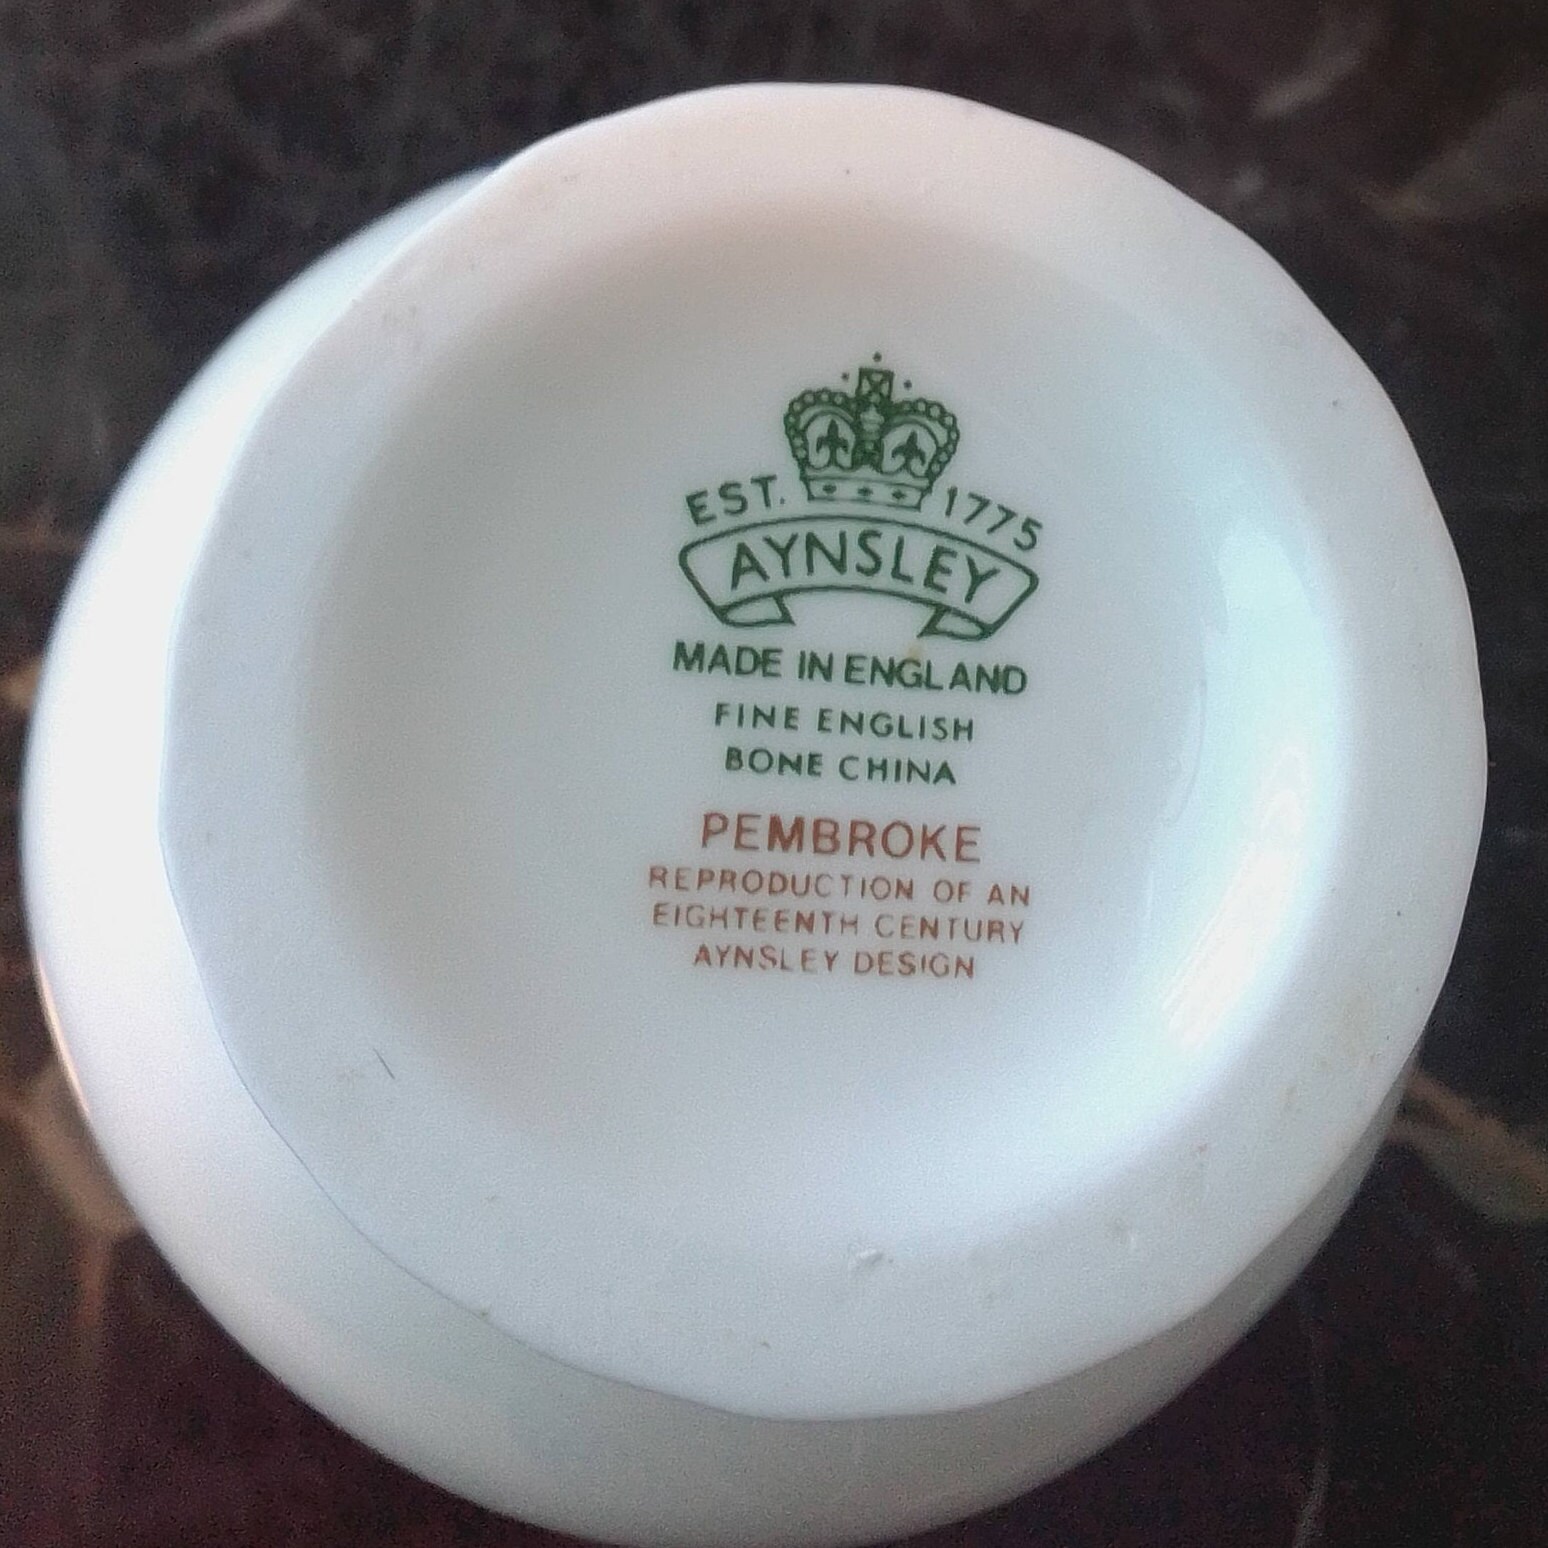 EST. 1775
AYNSLEY
MADE IN ENGLAND
FINE ENGLISH
BONE CHINA
PEMBROKE
REPRODUCTION OF AN
EIGHTEENTH CENTURY
AYNSLEY DESIGN